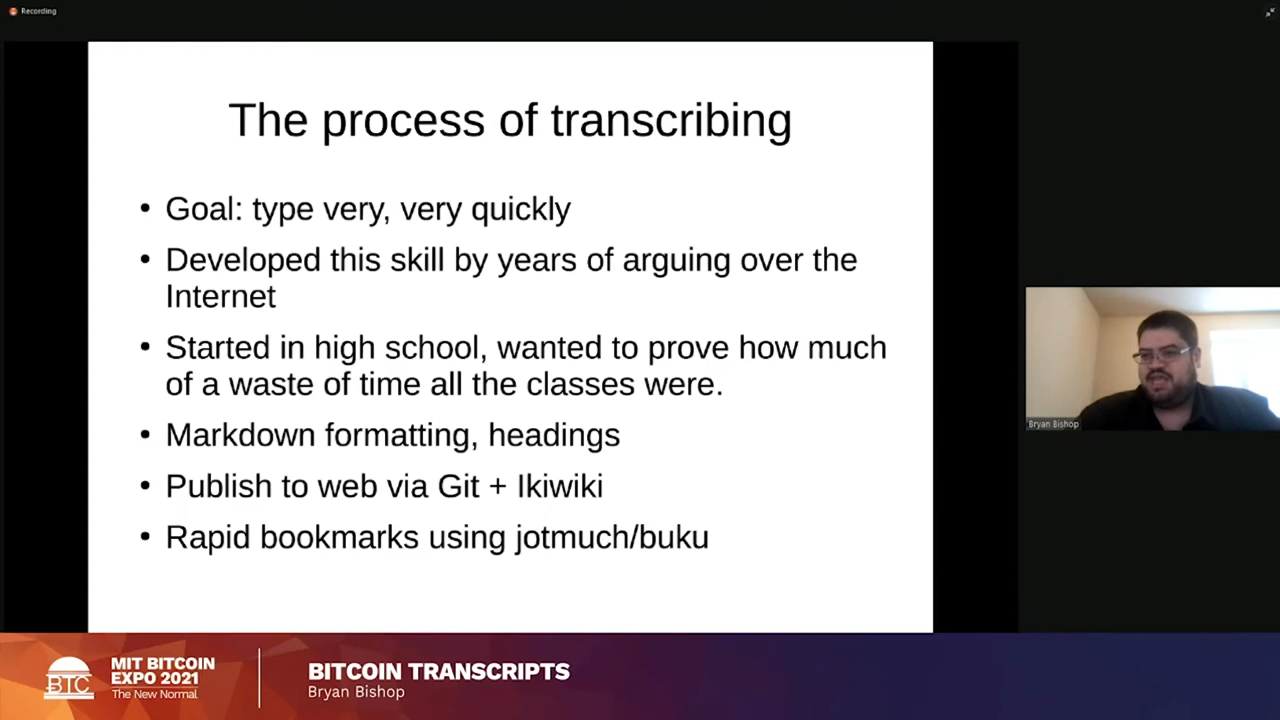 Recording
The process of transcribing
• Goal: type very, very quickly
• Developed this skill by years of arguing over the
Internet
• Started in high school, wanted to prove how much
of a waste of time all the classes were.
• Markdown formatting, headings
• Publish to web via Git + Ikiwiki
• Rapid bookmarks using jotmuch/buku
Bryan Bishop
BTC
MIT BITCOIN
EXPO 2021
The New Normal
BITCOIN TRANSCRIPTS
Bryan Bishop